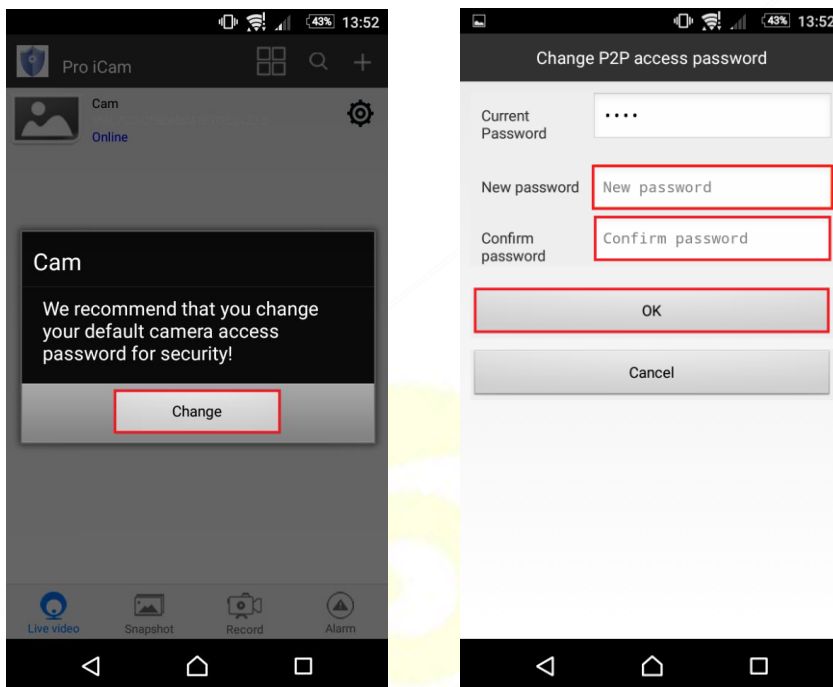 43% 13:52
Pro iCam
Cam
Online
Cam
We recommend that you change
your default camera access
password for security!
Change
Live video Snapshot Record Alarm
43% 13:52
Change P2P access password
Current
Password
New password New password
Confirm
password
Confirm password
OK
Cancel